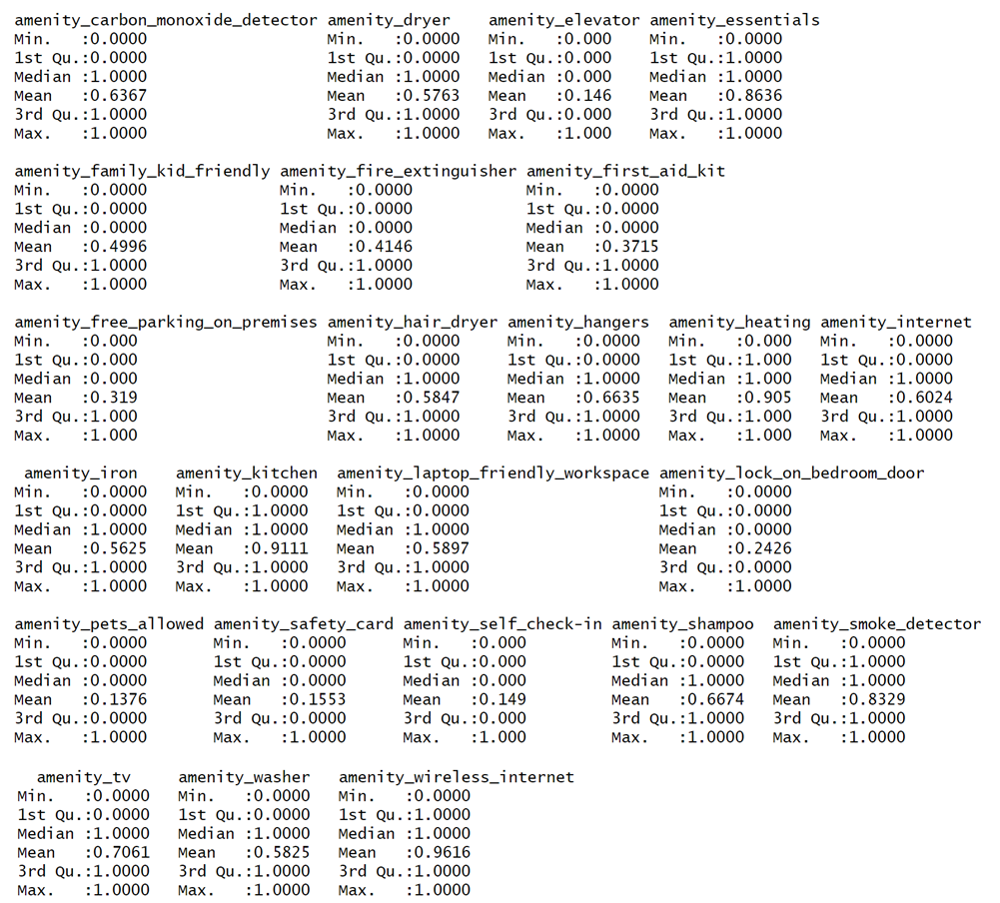 amenity_carbon_monoxide_detector amenity_dryer amenity_elevator amenity_essentials
Min. :0.0000 Min. :0.0000 Min. :0.000 Min. :0.0000
1st Qu.:0.0000 1st Qu.:0.0000 1st Qu.:0.000 1st Qu.:1.0000
Median :1.0000 Median :1.0000 Median :0.000 Median :1.0000
Mean :0.6367 Mean :0.5763 Mean :0.146 Mean :0.8636
3rd Qu.:1.0000 3rd Qu.:1.0000 3rd Qu.:0.000 3rd Qu.:1.0000
Max. :1.0000 Max. :1.0000 Max. :1.000 Max. :1.0000
amenity_family_kid_friendly amenity_fire_extinguisher amenity_first_aid_kit
Min. :0.0000 Min. :0.0000 Min. :0.0000
1st Qu.:0.0000 1st Qu.:0.0000 1st Qu.:0.0000
Median :0.0000 Median :0.0000 Median :0.0000
Mean :0.4996 Mean :0.4146 Mean :0.3715
3rd Qu.:1.0000 3rd Qu.:1.0000 3rd Qu.:1.0000
Max. :1.0000 Max. :1.0000 Max. :1.0000
amenity_free_parking_on_premises amenity_hair_dryer amenity_hangers amenity_heating amenity_internet
Min. :0.000 Min. :0.0000 Min. :0.0000 Min. :0.000 Min. :0.0000
1st Qu.:0.000 1st Qu.:0.0000 1st Qu.:0.0000 1st Qu.:1.000 1st Qu.:0.0000
Median :0.000 Median :1.0000 Median :1.0000 Median :1.000 Median :1.0000
Mean :0.319 Mean :0.5847 Mean :0.6635 Mean :0.905 Mean :0.6024
3rd Qu.:1.000 3rd Qu.:1.0000 3rd Qu.:1.0000 3rd Qu.:1.000 3rd Qu.:1.0000
Max. :1.000 Max. :1.0000 Max. :1.0000 Max. :1.000 Max. :1.0000
amenity_iron amenity_kitchen amenity_laptop_friendly_workspace amenity_lock_on_bedroom_door
Min. :0.0000 Min. :0.0000 Min. :0.0000 Min. :0.0000
1st Qu.:0.0000 1st Qu.:1.0000 1st Qu.:0.0000 1st Qu.:0.0000
Median :1.0000 Median :1.0000 Median :1.0000 Median :0.0000
Mean :0.5625 Mean :0.9111 Mean :0.5897 Mean :0.2426
3rd Qu.:1.0000 3rd Qu.:1.0000 3rd Qu.:1.0000 3rd Qu.:0.0000
Max. :1.0000 Max. :1.0000 Max. :1.0000 Max. :1.0000
amenity_pets_allowed amenity_safety_card amenity_self_check-in amenity_shampoo amenity_smoke_detector
Min. :0.0000 Min. :0.0000 Min. :0.000 Min. :0.0000 Min. :0.0000
1st Qu.:0.0000 1st Qu.:0.0000 1st Qu.:0.000 1st Qu.:0.0000 1st Qu.:1.0000
Median :0.0000 Median :0.0000 Median :0.000 Median :1.0000 Median :1.0000
Mean :0.1376 Mean :0.1553 Mean :0.149 Mean :0.6674 Mean :0.8329
3rd Qu.:0.0000 3rd Qu.:0.0000 3rd Qu.:0.000 3rd Qu.:1.0000 3rd Qu.:1.0000
Max. :1.0000 Max. :1.0000 Max. :1.000 Max. :1.0000 Max. :1.0000
amenity_tv amenity_washer amenity_wireless_internet
Min. :0.0000 Min. :0.0000 Min. :0.0000
1st Qu.:0.0000 1st Qu.:0.0000 1st Qu.:1.0000
Median :1.0000 Median :1.0000 Median :1.0000
Mean :0.7061 Mean :0.5825 Mean :0.9616
3rd Qu.:1.0000 3rd Qu.:1.0000 3rd Qu.:1.0000
Max. :1.0000 Max. :1.0000 Max. :1.0000